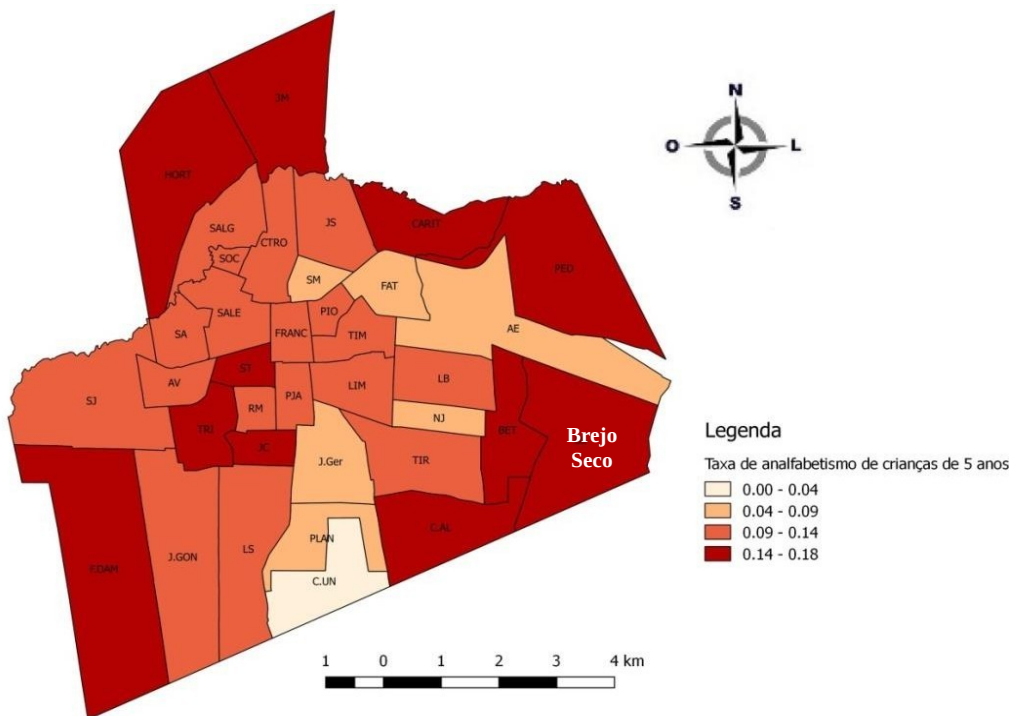 JM
N
O
L
S
HORT
SALG
CTRO
JS
CARIT
PED
SOC
SM
FAT
SA
SALE
FRANC
PIO
TIM
AE
SJ
AV
ST
RM
PJA
LIM
LB
NJ
TRJ
JC
J.Ger
TIR
BET
Brejo
Seco
J.GON
LS
PLAN
C.AL
C.UN
Legenda
Taxa de analfabetismo de crianças de 5 anos
0.00 - 0.04
0.04 - 0.09
0.09 - 0.14
0.14 - 0.18
1 0 1 2 3 4 km